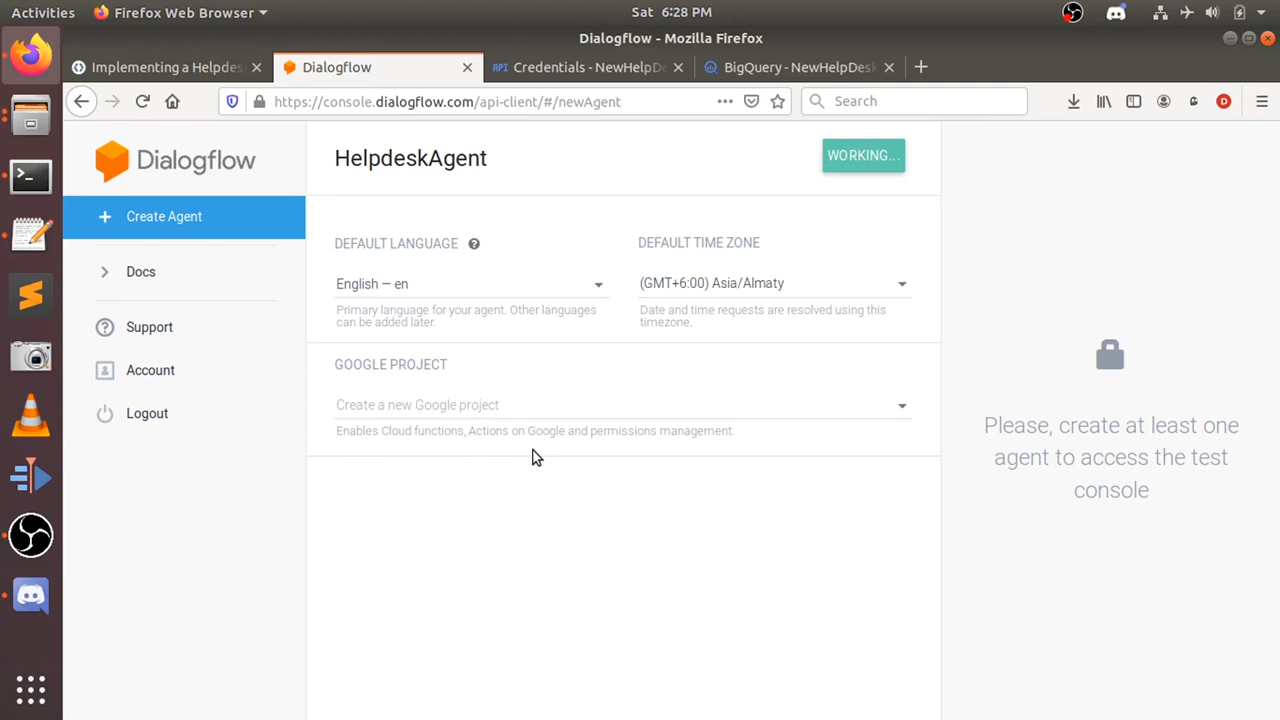 Activities
Firefox Web Browser
Sat 6:28 PM
Dialogflow - Mozilla Firefox
Implementing a Helpdes
Dialogflow
API Credentials - NewHelpDe
BigQuery - NewHelpDesk
https://console.dialogflow.com/api-client/#/newAgent
Search
Dialogflow
HelpdeskAgent
WORKING...
Create Agent
Docs
Support
Account
Logout
DEFAULT LANGUAGE
English — en
Primary language for your agent. Other languages
can be added later.
DEFAULT TIME ZONE
(GMT+6:00) Asia/Almaty
Date and time requests are resolved using this
timezone.
GOOGLE PROJECT
Create a new Google project
Enables Cloud functions, Actions on Google and permissions management.
Please, create at least one
agent to access the test
console